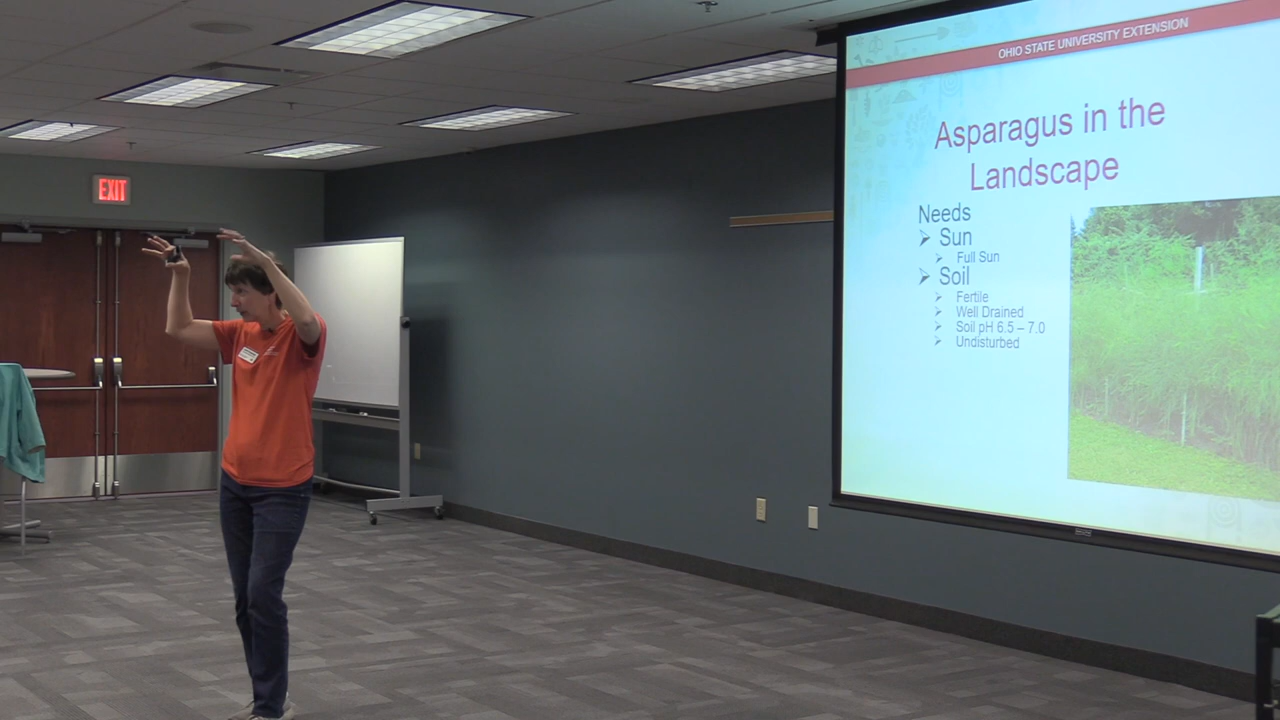 EXIT
OHIO STATE UNIVERSITY EXTENSION
Asparagus in the
Landscape
Needs
Sun
Full Sun
Soil
Fertile
Well Drained
Soil pH 6.5 – 7.0
Undisturbed